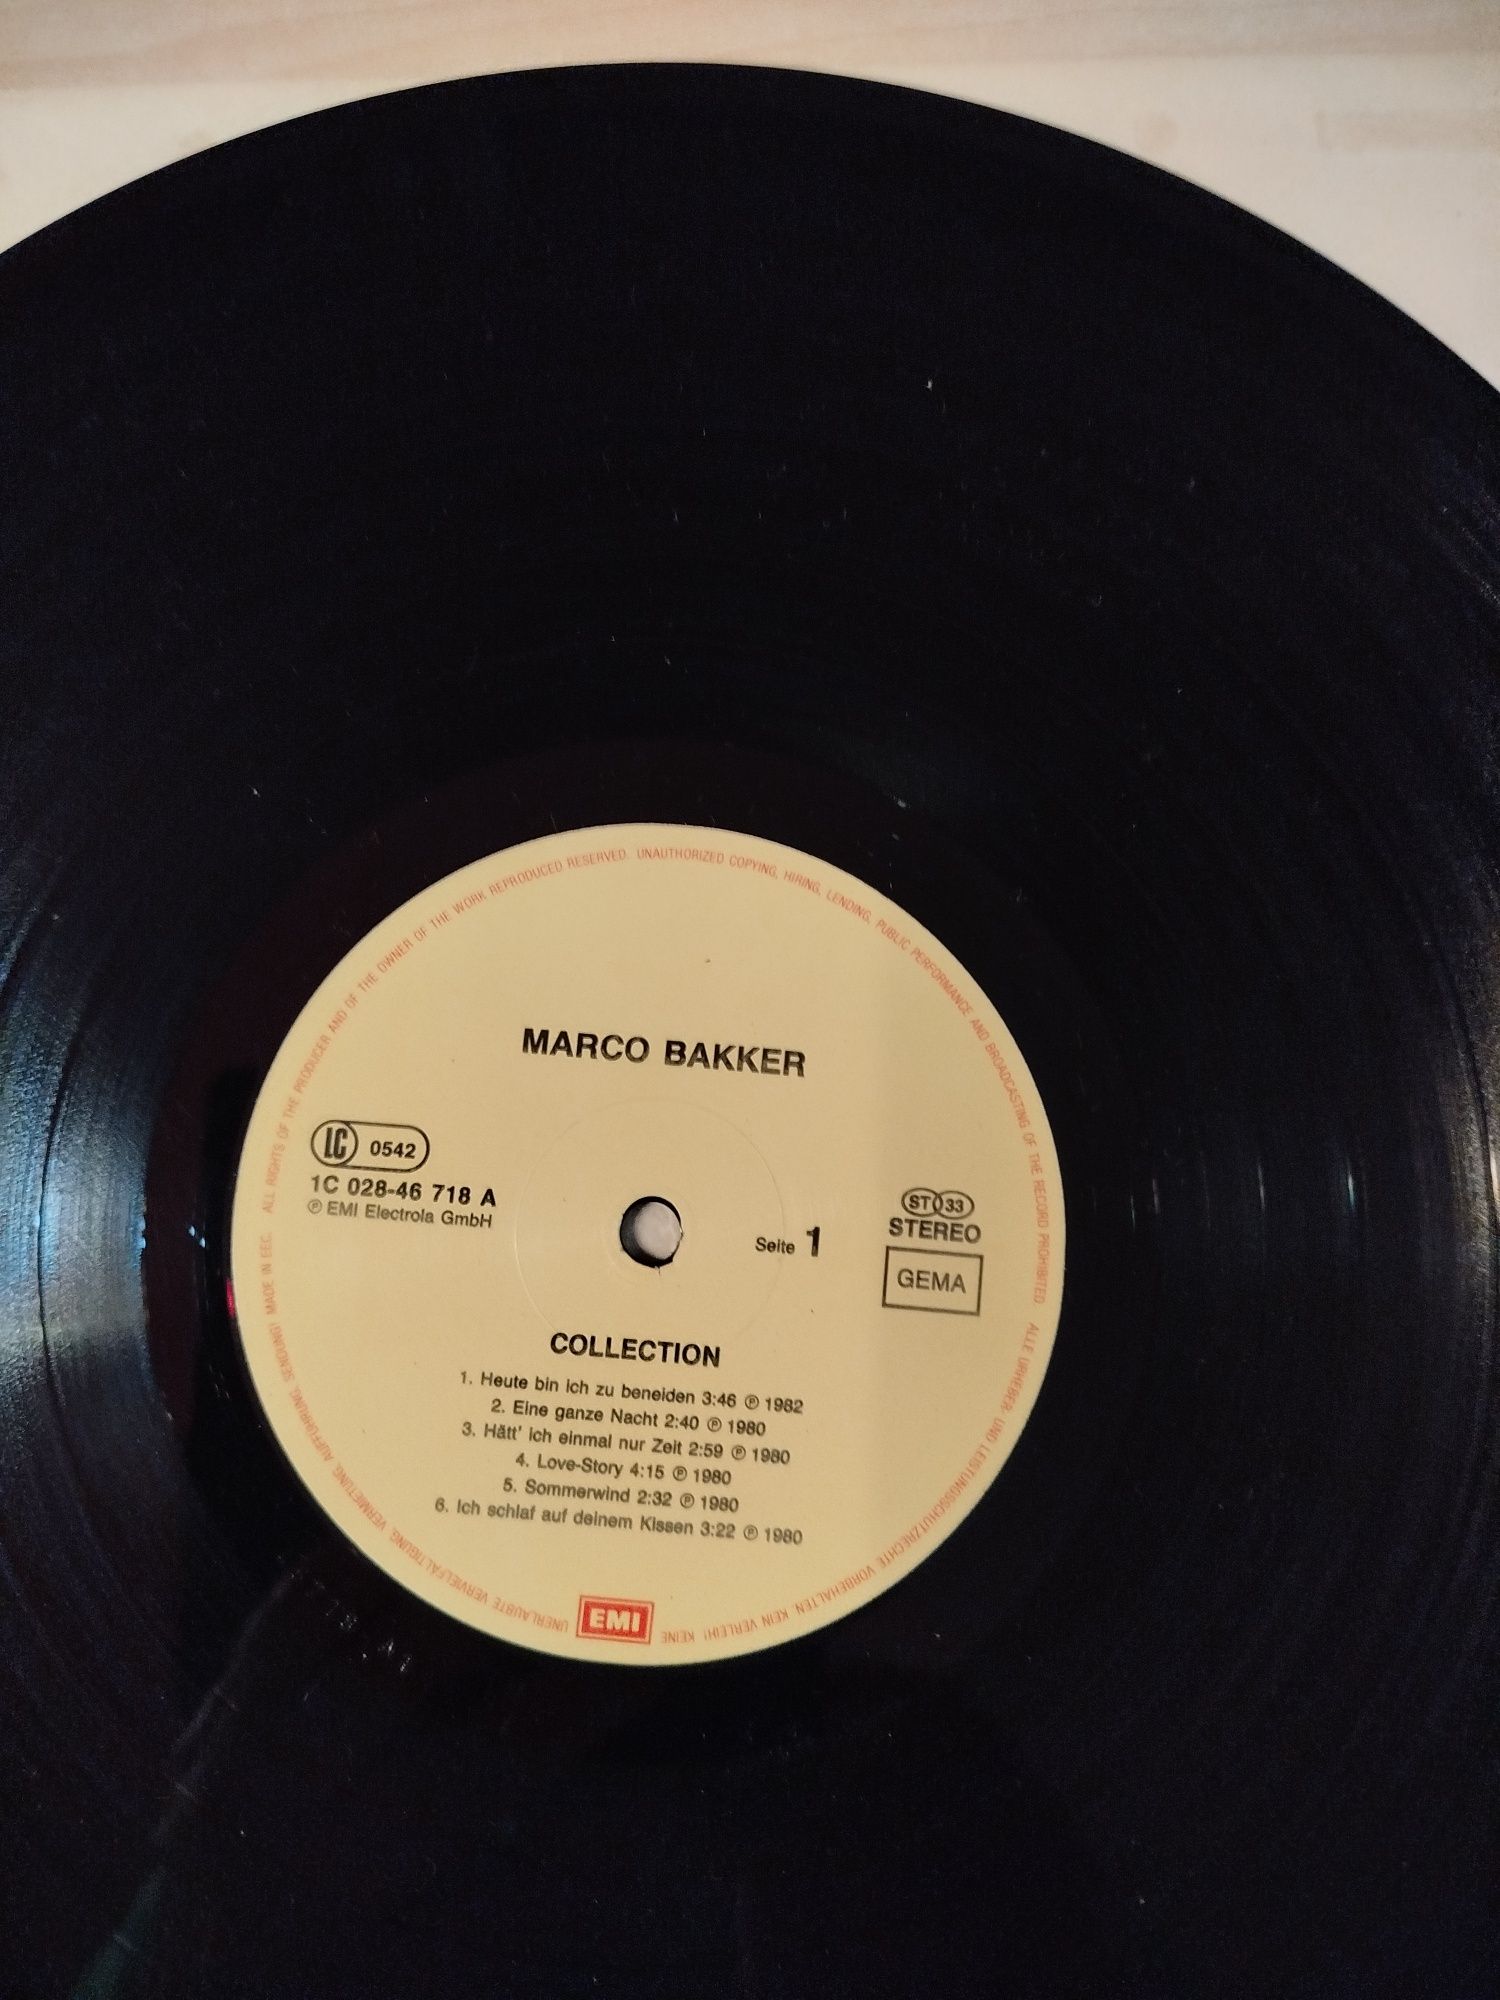 ALL RIGHTS OF THE PRODUCER AND OF THE OWNER OF THE WORK REPRODUCED RESERVED. UNAUTHORIZED COPYING, HIRING, LENDING, PUBLIC PERFORMANCE AND BROADCASTING OF THE RECORD PROHIBITED
ALLE URHEBER- UND LEISTUNGSSCHUTZRECHTE VORBEHALTEN. KEIN VERLEIH! KEINE UNERLAUBTE VERVIELFÄLTIGUNG, VERMIETUNG, AUFFÜHRUNG, SENDUNG! MADE IN EEC.
MARCO BAKKER
LC 0542
1C 028-46 718 A
℗ EMI Electrola GmbH
Seite 1
ST 33
STEREO
GEMA
COLLECTION
1. Heute bin ich zu beneiden 3:46 ℗ 1982
2. Eine ganze Nacht 2:40 ℗ 1980
3. Hätt' ich einmal nur Zeit 2:59 ℗ 1980
4. Love-Story 4:15 ℗ 1980
5. Sommerwind 2:32 ℗ 1980
6. Ich schlaf auf deinem Kissen 3:22 ℗ 1980
EMI